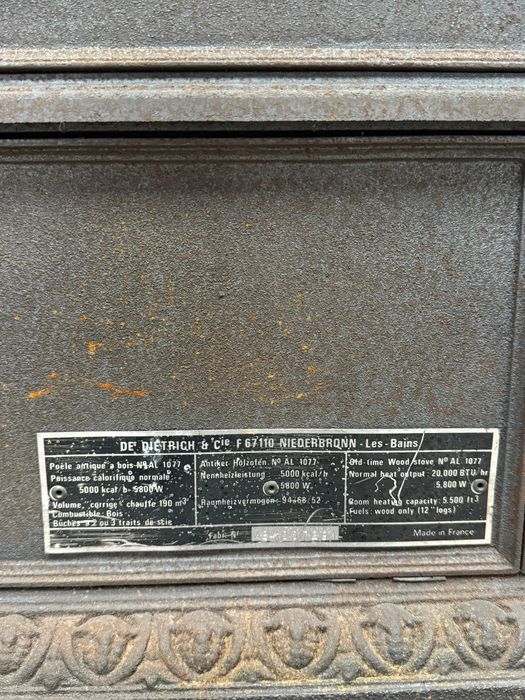 DE DIETRICH & Cie F 67110 NIEDERBRONN - Les - Bains
Poêle antique a bois No AL 1077
Puissance calorifique normale
5000 kcal/h - 5800 W
Volume, corrigé chauffe 190 m³
Combustible: Bois
Bûches a 2 ou 3 traits de scie
Antiker Holzofen No AL 1077
Nennheizleistung 5000 kcal/h
5800 W
Raumheizvermogen: 94-68-52
Old-time Wood stove No AL 1077
Normal heat output 20,000 BTU/hr
5,800 W
Room heating capacity: 5.500 ft³
Fuels: wood only (12" logs)
Fabr. No
Made in France